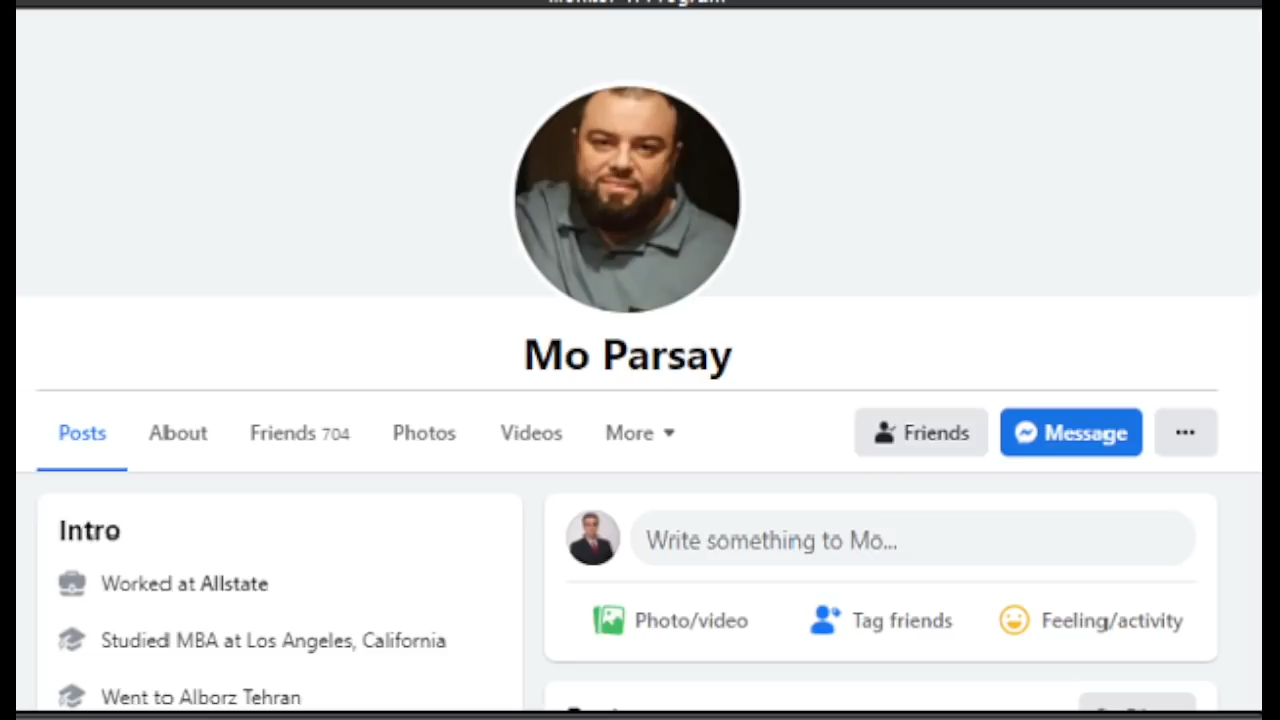 Mo Parsay
Posts About Friends 704 Photos Videos More Friends Message
Intro
Write something to Mo...
Worked at Allstate
Photo/video Tag friends Feeling/activity
Studied MBA at Los Angeles, California
Went to Alborz Tehran